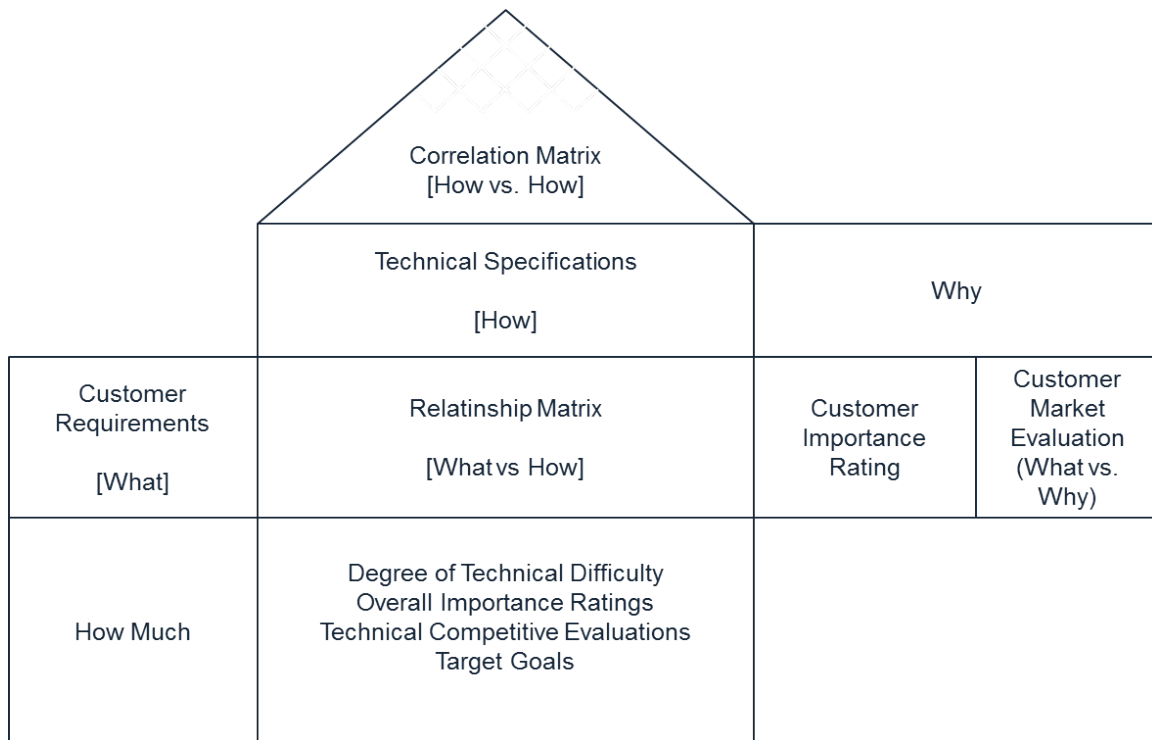 Correlation Matrix
[How vs. How]
Technical Specifications
[How]
Why
Customer
Requirements
[What]
Relatinship Matrix
[What vs How]
Customer
Importance
Rating
Customer
Market
Evaluation
(What vs.
Why)
How Much
Degree of Technical Difficulty
Overall Importance Ratings
Technical Competitive Evaluations
Target Goals